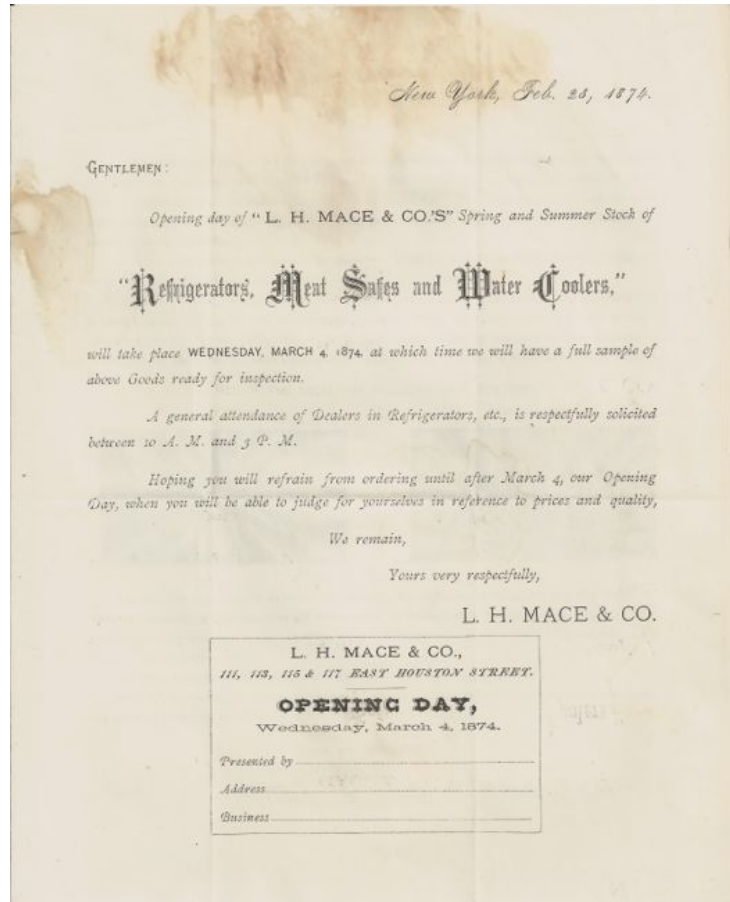 New York, Feb. 23, 1874.
GENTLEMEN:
Opening day of "L. H. MACE & CO.'S" Spring and Summer Stock of
"Refrigerators, Meat Safes and Water Coolers,"
will take place WEDNESDAY, MARCH 4, 1874, at which time we will have a full sample of
above Goods ready for inspection.
A general attendance of Dealers in Refrigerators, etc., is respectfully solicited
between 10 A. M. and 3 P. M.
Hoping you will refrain from ordering until after March 4, our Opening
Day, when you will be able to judge for yourselves in reference to prices and quality,
We remain,
Yours very respectfully,
L. H. MACE & CO.
L. H. MACE & CO.,
111, 113, 115 & 117 EAST HOUSTON STREET.
OPENING DAY,
Wednesday, March 4, 1874.
Presented by
Address
Business